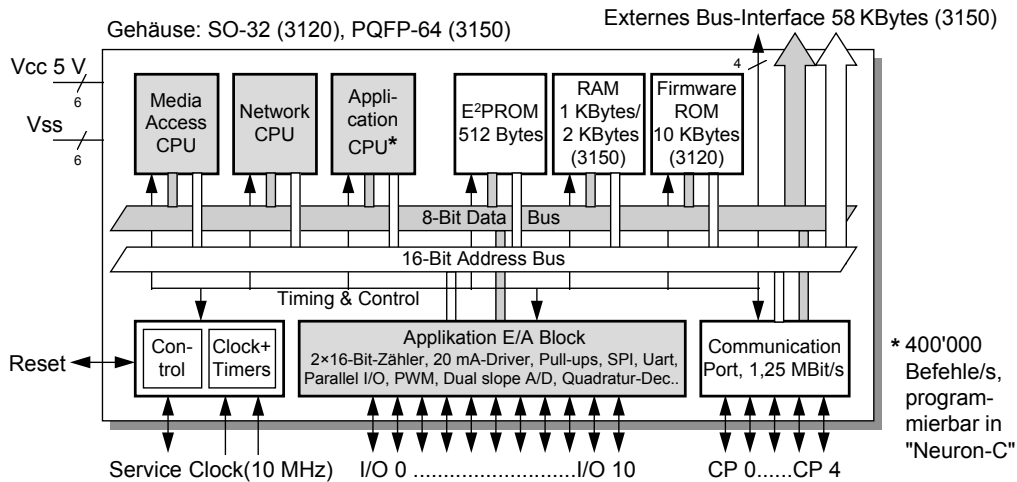 Gehäuse: SO-32 (3120), PQFP-64 (3150)
Externes Bus-Interface 58 KBytes (3150)
4
Vcc 5 V
6
Vss
6
Media
Access
CPU
Network
CPU
Appli-
cation
CPU*
E²PROM
512 Bytes
RAM
1 KBytes/
2 KBytes
(3150)
Firmware
ROM
10 KBytes
(3120)
8-Bit Data Bus
16-Bit Address Bus
Timing & Control
Reset
Con-
trol
Clock+
Timers
Applikation E/A Block
2×16-Bit-Zähler, 20 mA-Driver, Pull-ups, SPI, Uart,
Parallel I/O, PWM, Dual slope A/D, Quadratur-Dec..
Communication
Port, 1,25 MBit/s
* 400'000
Befehle/s,
program-
mierbar in
"Neuron-C"
Service Clock(10 MHz)
I/O 0 ............................I/O 10
CP 0......CP 4